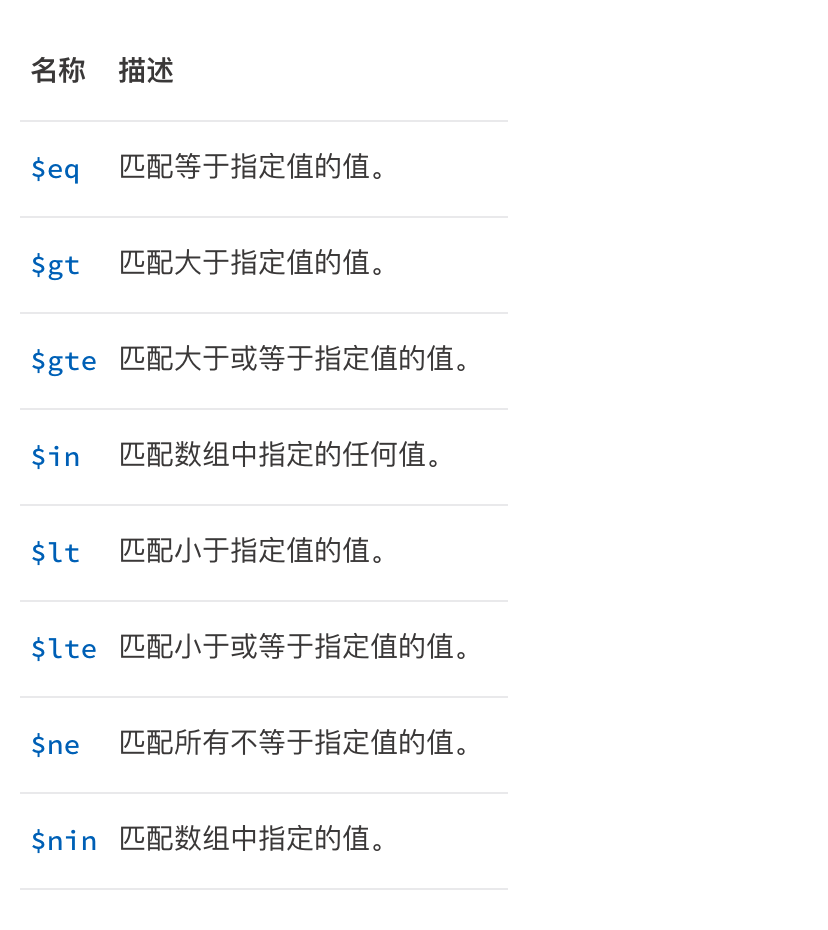 名称 描述
$eq 匹配等于指定值的值。
$gt 匹配大于指定值的值。
$gte 匹配大于或等于指定值的值。
$in 匹配数组中指定的任何值。
$lt 匹配小于指定值的值。
$lte 匹配小于或等于指定值的值。
$ne 匹配所有不等于指定值的值。
$nin 匹配数组中指定的值。